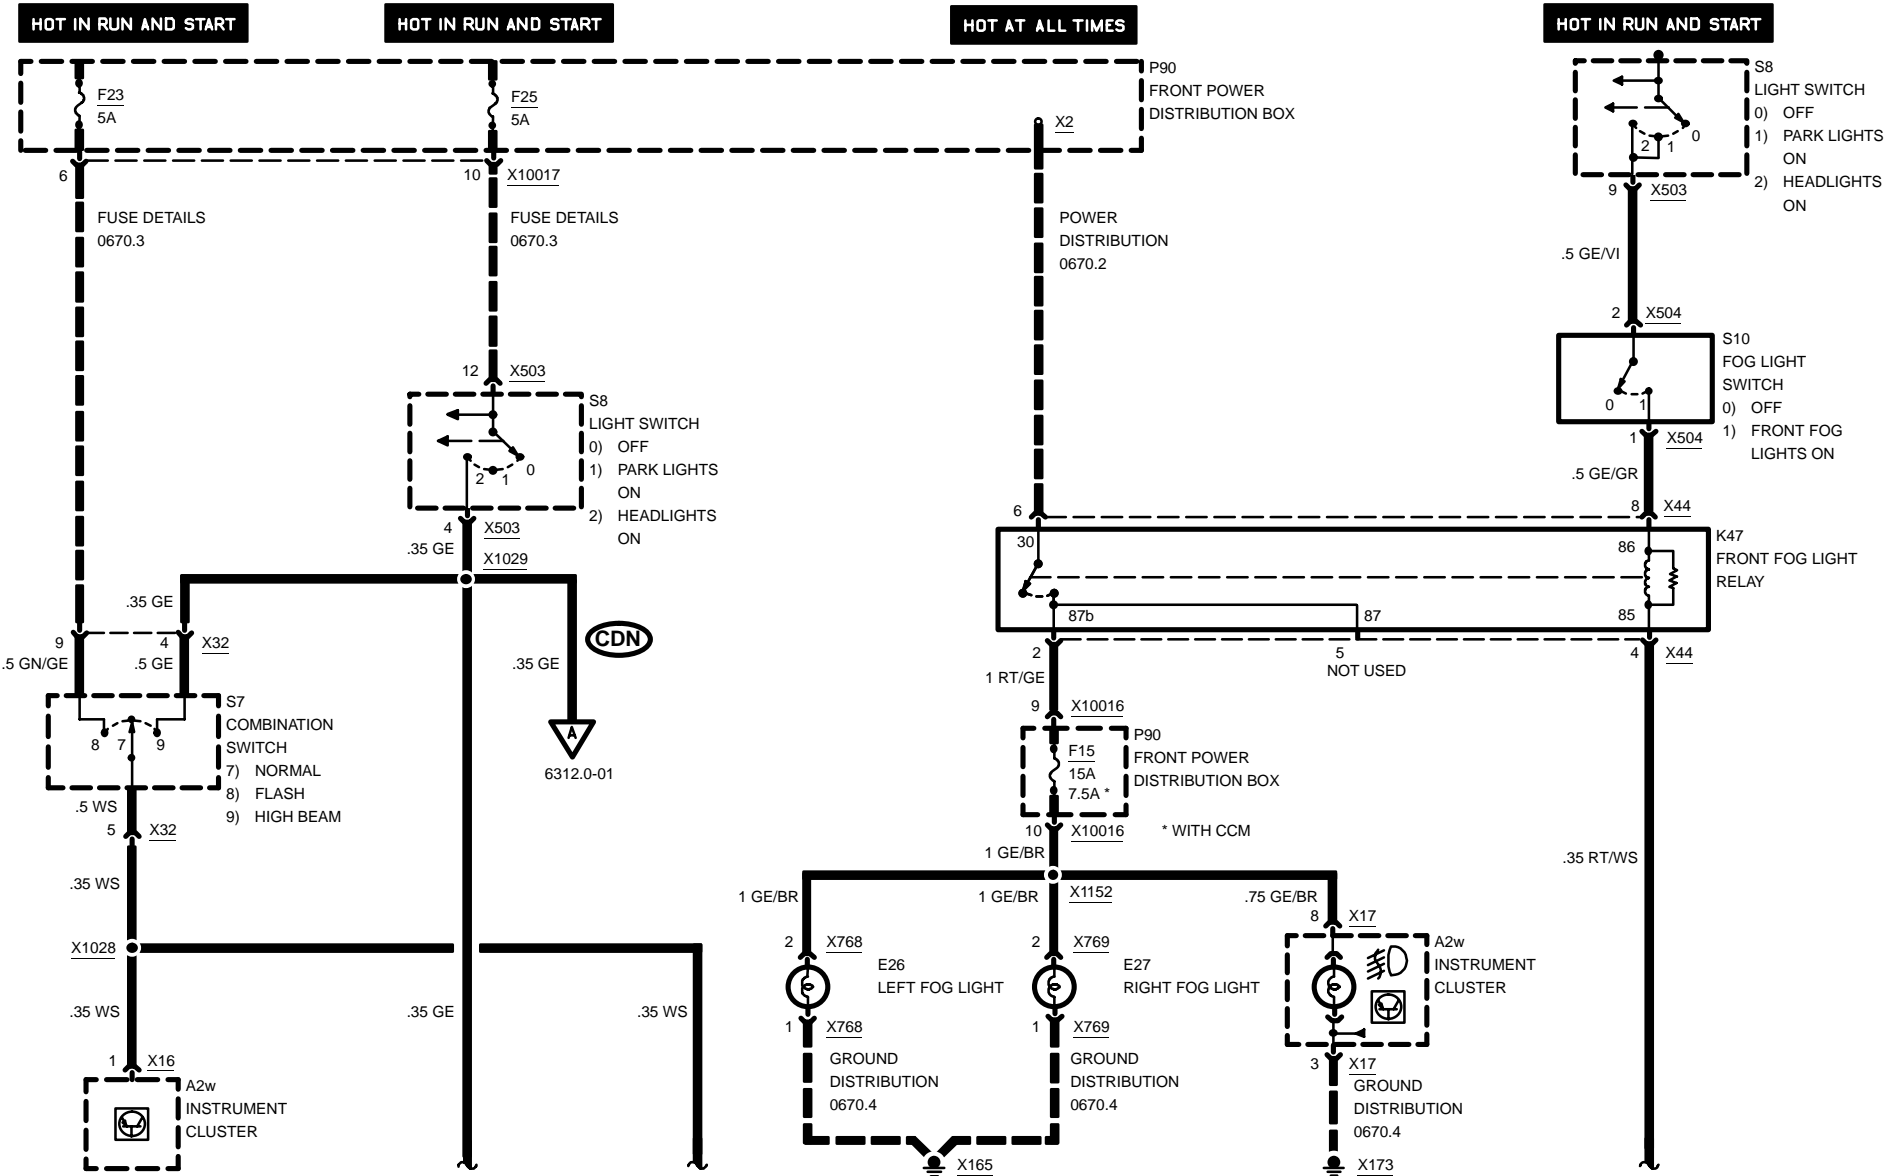 HOT IN RUN AND START
HOT IN RUN AND START
HOT AT ALL TIMES
HOT IN RUN AND START
F23
5A
F25
5A
X2
P90
FRONT POWER
DISTRIBUTION BOX
S8
LIGHT SWITCH
0) OFF
1) PARK LIGHTS
ON
2) HEADLIGHTS
ON
2 1 0
6
10 X10017
9 X503
FUSE DETAILS
0670.3
FUSE DETAILS
0670.3
POWER
DISTRIBUTION
0670.2
.5 GE/VI
2 X504
S10
FOG LIGHT
SWITCH
0) OFF
1) FRONT FOG
LIGHTS ON
0 1
1 X504
.5 GE/GR
12 X503
S8
LIGHT SWITCH
0) OFF
1) PARK LIGHTS
ON
2) HEADLIGHTS
ON
2 1 0
4 X503
.35 GE
X1029
6
8 X44
30
86
K47
FRONT FOG LIGHT
RELAY
87b
87
85
2
5
NOT USED
4 X44
.35 GE
9
4 X32
.5 GN/GE
.5 GE
CDN
.35 GE
A
6312.0-01
S7
COMBINATION
SWITCH
7) NORMAL
8) FLASH
9) HIGH BEAM
8 7 9
.5 WS
5 X32
.35 WS
X1028
.35 WS
.35 GE
.35 WS
1 X16
A2w
INSTRUMENT
CLUSTER
1 RT/GE
9 X10016
P90
FRONT POWER
DISTRIBUTION BOX
F15
15A
7.5A *
10 X10016
* WITH CCM
1 GE/BR
1 GE/BR
1 GE/BR
X1152
.75 GE/BR
.35 RT/WS
2 X768
E26
LEFT FOG LIGHT
1 X768
GROUND
DISTRIBUTION
0670.4
2 X769
E27
RIGHT FOG LIGHT
1 X769
GROUND
DISTRIBUTION
0670.4
8 X17
A2w
INSTRUMENT
CLUSTER
3 X17
GROUND
DISTRIBUTION
0670.4
X165
X173